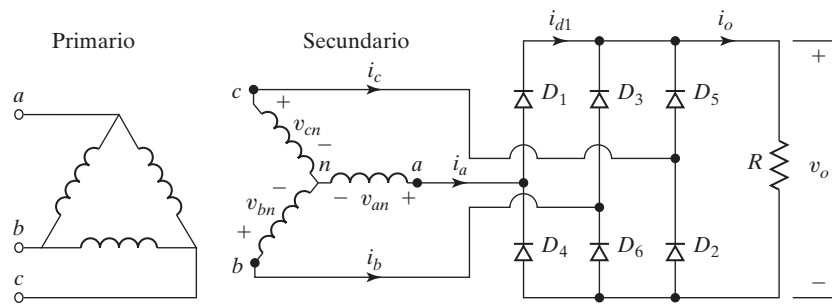 Primario
Secundario
a
b
c
c
+
v_cn
−
n
−
v_bn
+
b
−
v_an
+
a
i_c
i_a
i_b
i_d1
i_o
D_1
D_3
D_5
D_4
D_6
D_2
R
+
v_o
−